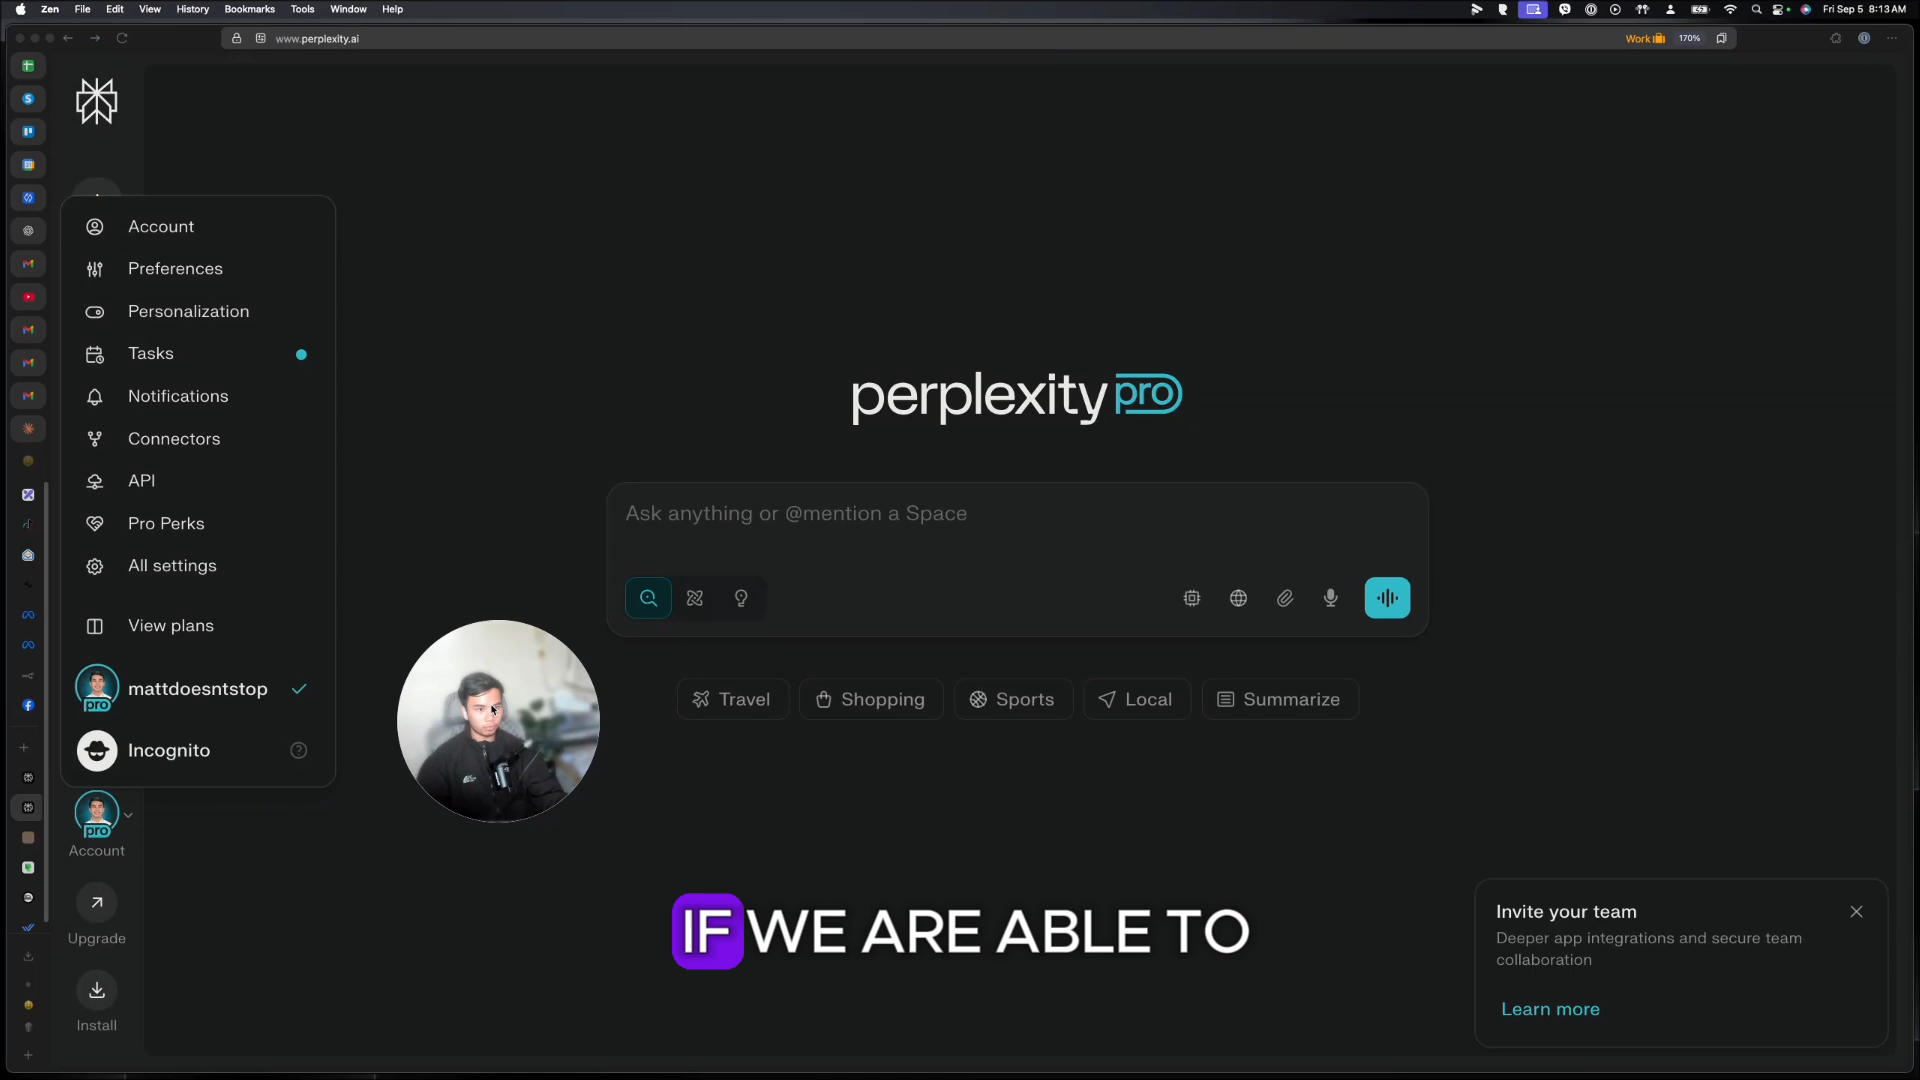 Zen File Edit View History Bookmarks Tools Window Help
Fri Sep 5 8:13 AM
www.perplexity.ai
Work
170%
Account
Preferences
Personalization
Tasks
Notifications
Connectors
API
Pro Perks
All settings
View plans
mattdoesntstop
pro
Incognito
pro
Account
Upgrade
Install
perplexity pro
Ask anything or @mention a Space
Travel
Shopping
Sports
Local
Summarize
IF WE ARE ABLE TO
Invite your team
Deeper app integrations and secure team
collaboration
Learn more